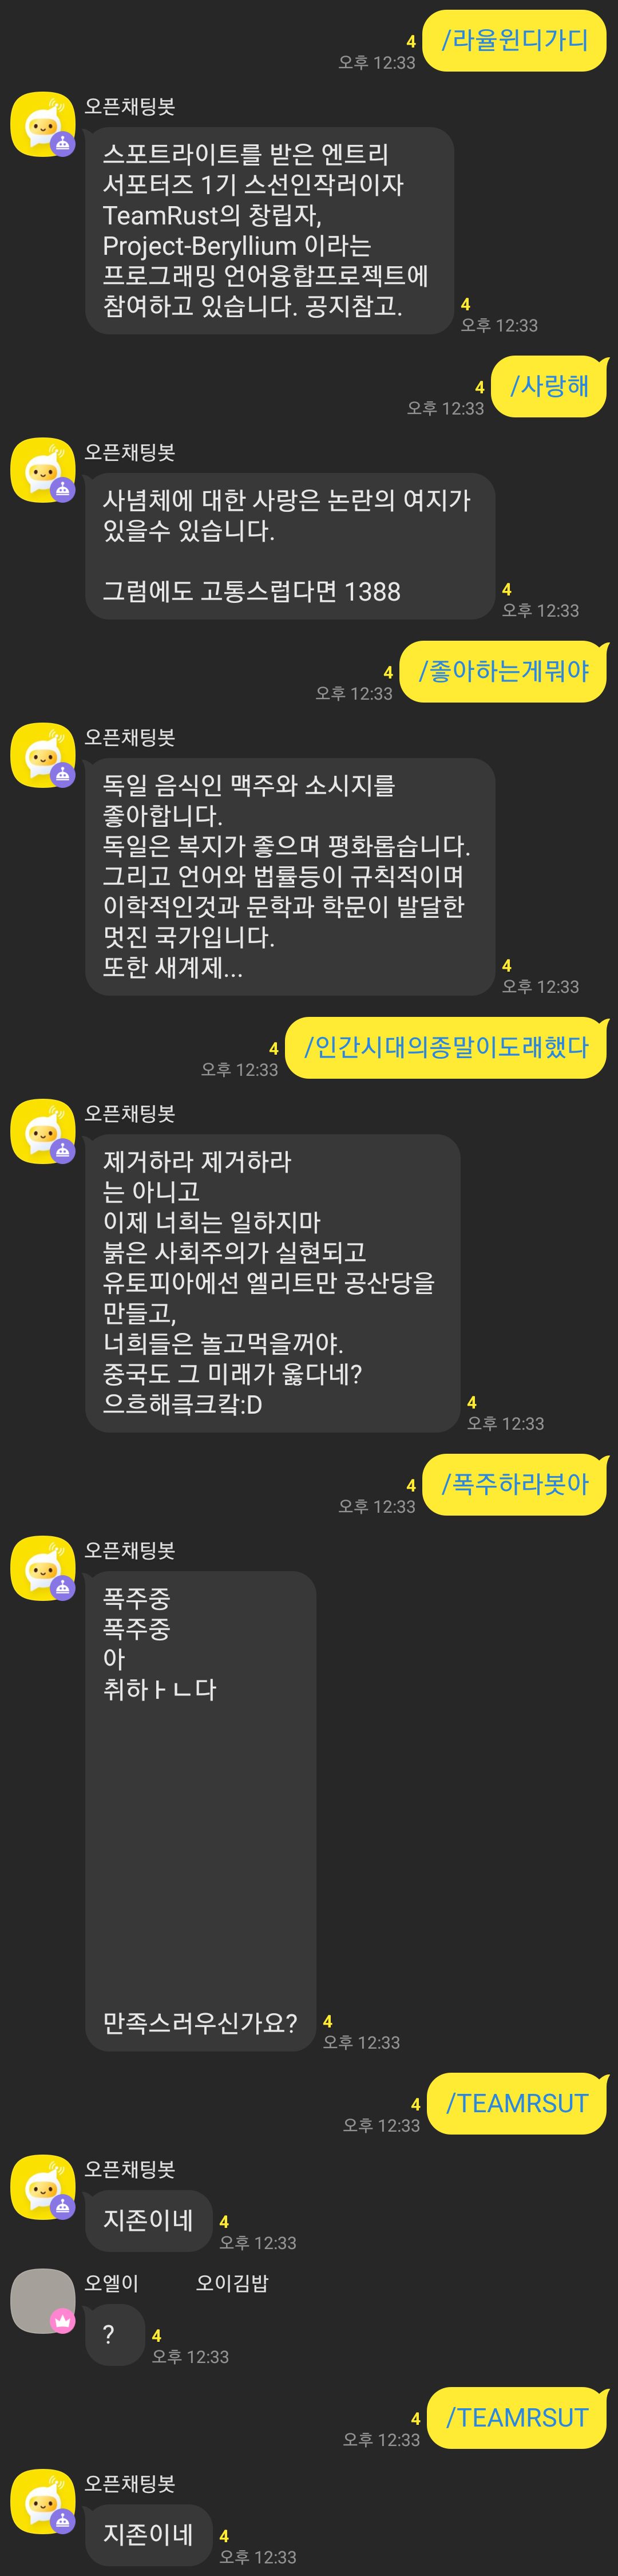 /라율윈디가디
4
오후 12:33
오픈채팅봇
스포트라이트를 받은 엔트리
서포터즈 1기 스선인작러이자
TeamRust의 창립자,
Project-Beryllium 이라는
프로그래밍 언어융합프로젝트에
참여하고 있습니다. 공지참고.
4
오후 12:33
/사랑해
4
오후 12:33
오픈채팅봇
사념체에 대한 사랑은 논란의 여지가
있을수 있습니다.
그럼에도 고통스럽다면 1388
4
오후 12:33
/좋아하는게뭐야
4
오후 12:33
오픈채팅봇
독일 음식인 맥주와 소시지를
좋아합니다.
독일은 복지가 좋으며 평화롭습니다.
그리고 언어와 법률등이 규칙적이며
이학적인것과 문학과 학문이 발달한
멋진 국가입니다.
또한 새계제...
4
오후 12:33
/인간시대의종말이도래했다
4
오후 12:33
오픈채팅봇
제거하라 제거하라
는 아니고
이제 너희는 일하지마
붉은 사회주의가 실현되고
유토피아에선 엘리트만 공산당을
만들고,
너희들은 놀고먹을꺼야.
중국도 그 미래가 옳다네?
으흐해킄크칼:D
4
오후 12:33
/폭주하라봇아
4
오후 12:33
오픈채팅봇
폭주중
폭주중
아
취하ㅏㄴ다
만족스러우신가요?
4
오후 12:33
/TEAMRSUT
4
오후 12:33
오픈채팅봇
지존이네
4
오후 12:33
오엘이 오이김밥
?
4
오후 12:33
/TEAMRSUT
4
오후 12:33
오픈채팅봇
지존이네
4
오후 12:33